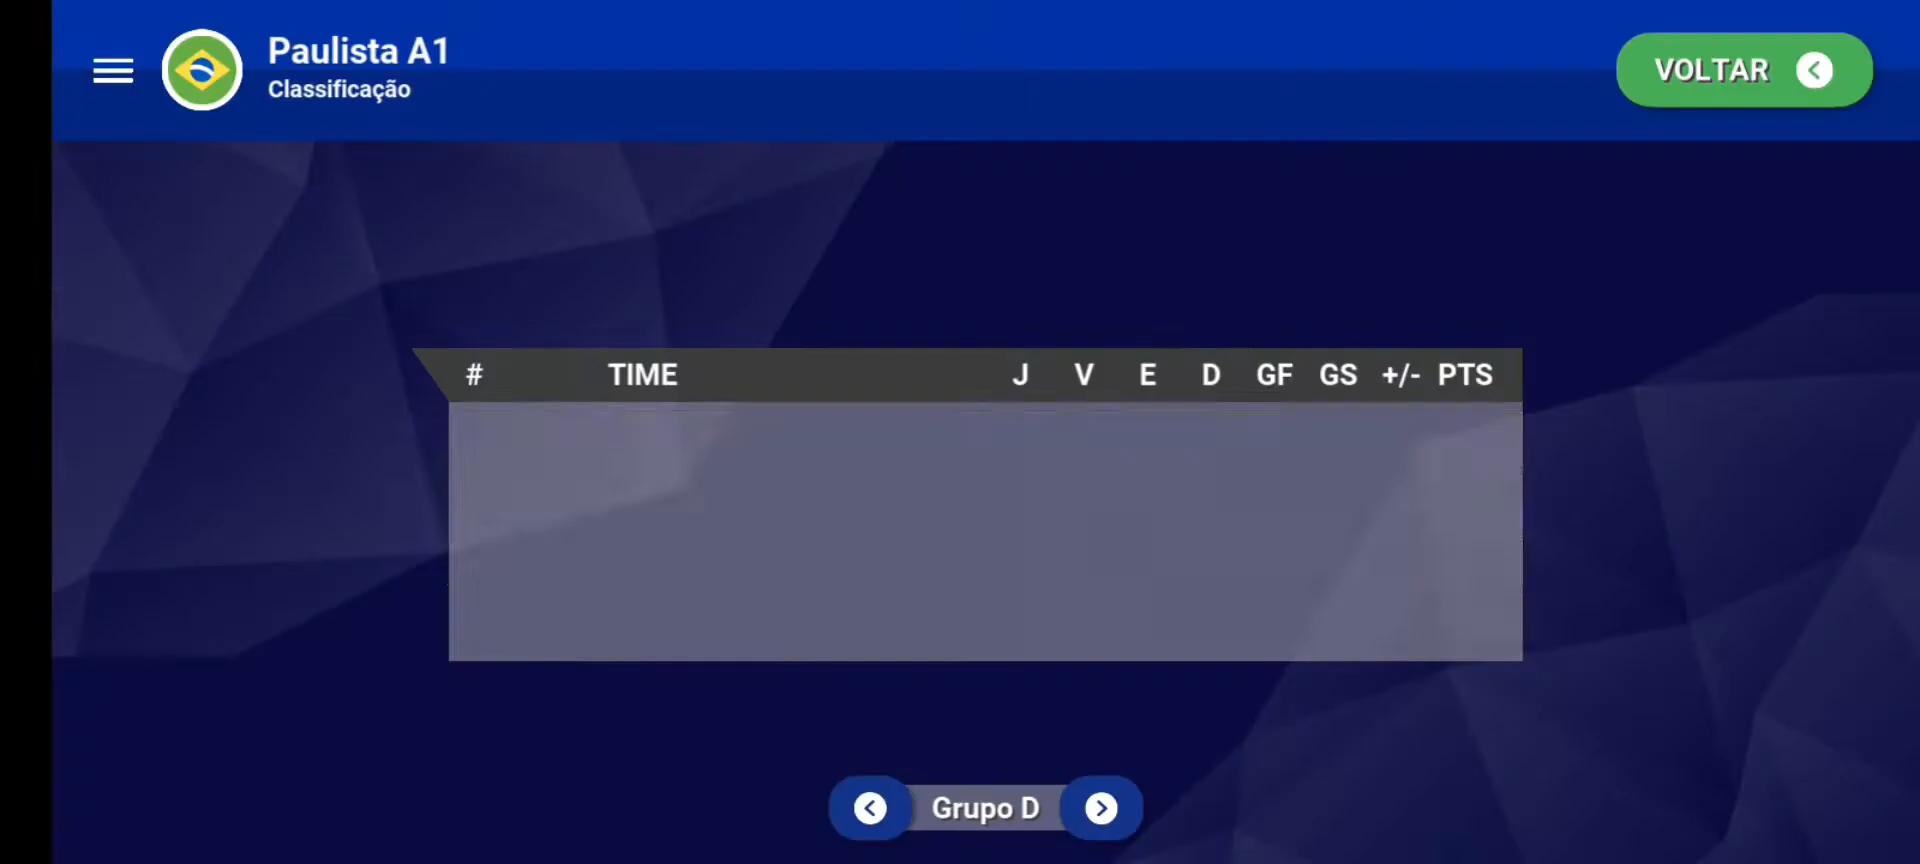 Paulista A1
Classificação
VOLTAR
# TIME J V E D GF GS +/- PTS
Grupo D